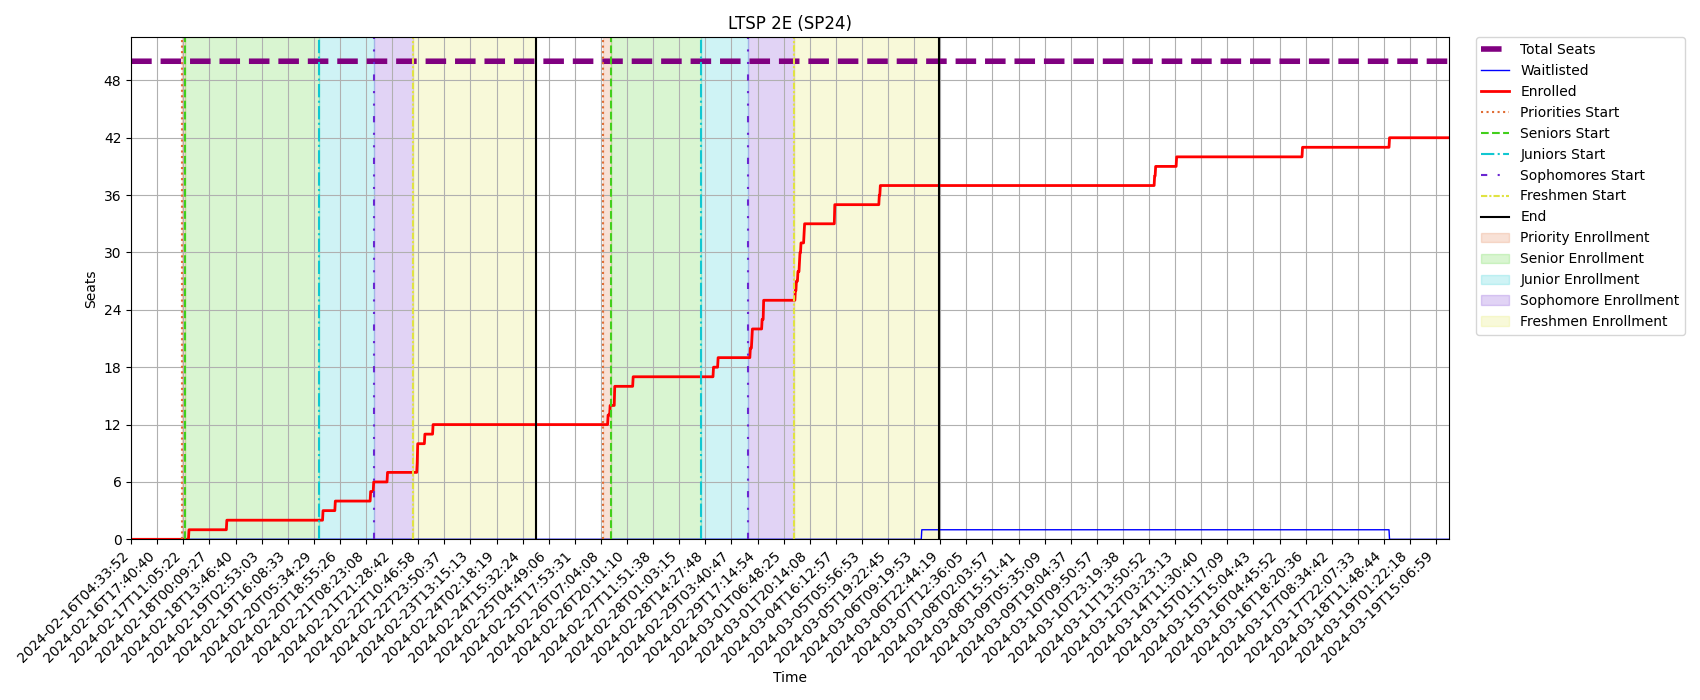 LTSP 2E (SP24)
Seats
48
42
36
30
24
18
12
6
0
2024-02-16T04:33:52
2024-02-16T17:40:40
2024-02-17T11:05:22
2024-02-18T00:09:27
2024-02-18T13:46:40
2024-02-19T02:53:03
2024-02-19T16:08:33
2024-02-20T05:34:29
2024-02-20T18:55:26
2024-02-21T08:23:08
2024-02-21T21:28:42
2024-02-22T10:46:58
2024-02-22T23:50:37
2024-02-23T13:15:13
2024-02-24T02:18:19
2024-02-24T15:32:24
2024-02-25T04:49:06
2024-02-25T17:53:31
2024-02-26T07:04:08
2024-02-26T20:11:10
2024-02-27T11:51:38
2024-02-28T01:03:15
2024-02-28T14:27:48
2024-02-29T03:40:47
2024-02-29T17:14:54
2024-03-01T06:48:25
2024-03-01T20:14:08
2024-03-04T16:12:57
2024-03-05T05:56:53
2024-03-05T19:22:45
2024-03-06T09:19:53
2024-03-06T22:44:19
2024-03-07T12:36:05
2024-03-08T02:03:57
2024-03-08T15:51:41
2024-03-09T05:35:09
2024-03-09T19:04:37
2024-03-10T09:50:57
2024-03-10T23:19:38
2024-03-11T13:50:52
2024-03-12T03:23:13
2024-03-14T11:30:40
2024-03-15T01:17:09
2024-03-15T15:04:43
2024-03-16T04:45:52
2024-03-16T18:20:36
2024-03-17T08:34:42
2024-03-17T22:07:33
2024-03-18T11:48:44
2024-03-19T01:22:18
2024-03-19T15:06:59
Time
Total Seats
Waitlisted
Enrolled
Priorities Start
Seniors Start
Juniors Start
Sophomores Start
Freshmen Start
End
Priority Enrollment
Senior Enrollment
Junior Enrollment
Sophomore Enrollment
Freshmen Enrollment